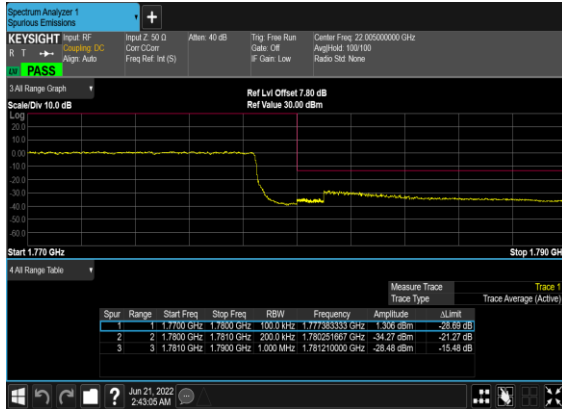 Spectrum Analyzer 1
Spurious Emissions
KEYSIGHT Input: RF Input Z: 50 Ω Atten: 40 dB Trig: Free Run Center Freq: 22.005000000 GHz
R T Coupling: DC Corr CCorr Gate: Off Avg|Hold: 100/100
Align: Auto Freq Ref: Int (S) IF Gain: Low Radio Std: None
PASS
3 All Range Graph
Ref Lvl Offset 7.80 dB
Scale/Div 10.0 dB Ref Value 30.00 dBm
Log
20.0
10.0
0.00
-10.0
-20.0
-30.0
-40.0
-50.0
-60.0
Start 1.770 GHz Stop 1.790 GH
4 All Range Table
Measure Trace Trace 1
Trace Type Trace Average (Active)
Spur Range Start Freq Stop Freq RBW Frequency Amplitude ΔLimit
1 1 1.7700 GHz 1.7800 GHz 100.0 kHz 1.777383333 GHz 1.306 dBm -28.69 dB
2 2 1.7800 GHz 1.7810 GHz 200.0 kHz 1.780251667 GHz -34.27 dBm -21.27 dB
3 3 1.7810 GHz 1.7900 GHz 1.000 MHz 1.781210000 GHz -28.48 dBm -15.48 dB
Jun 21, 2022
2:43:05 AM